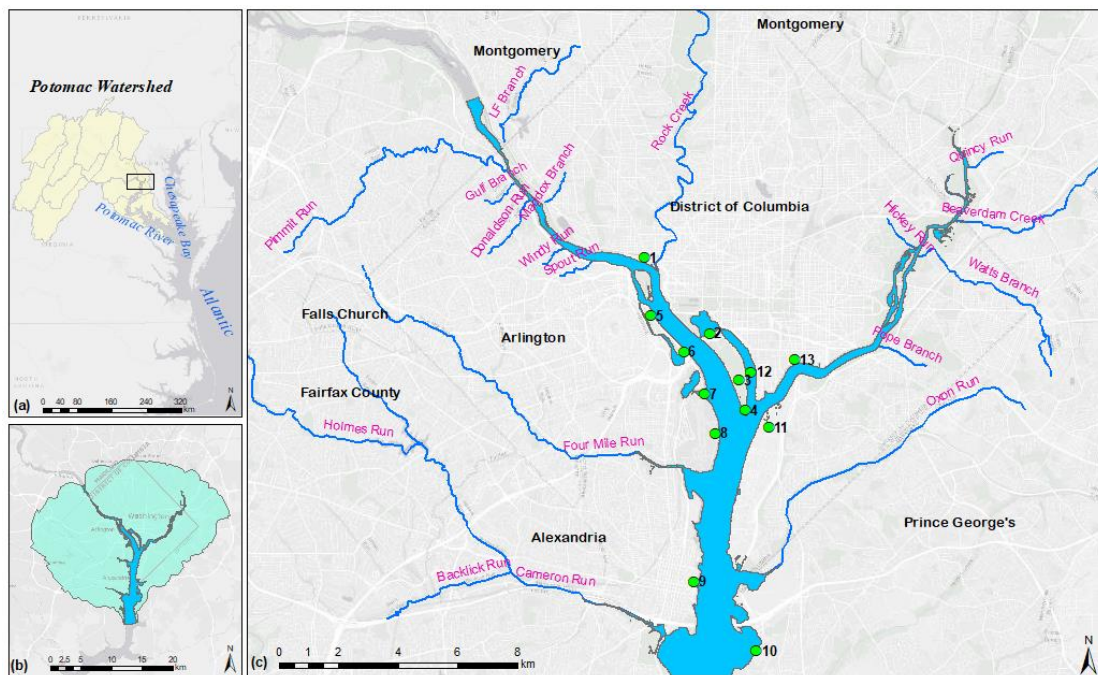 Potomac Watershed
Chesapeake Bay
Potomac River
Atlantic
N
(a)
0 40 80 160 240 320
km
N
(b)
0 2.5 5 10 15 20
km
Montgomery
Montgomery
LF Branch
Rock Creek
Quincy Run
Gulf Branch
Maddox Branch
Pimmit Run
Donaldson Run
District of Columbia
Beaverdam Creek
Hickey Run
Windy Run
Spout Run
Watts Branch
1
Falls Church
5
Arlington
2
Pope Branch
6
13
12
3
Fairfax County
7
4
Oxon Run
11
Holmes Run
8
Four Mile Run
Prince George's
Alexandria
Backlick Run
Cameron Run
9
10
N
(c)
0 1 2 4 6 8
km